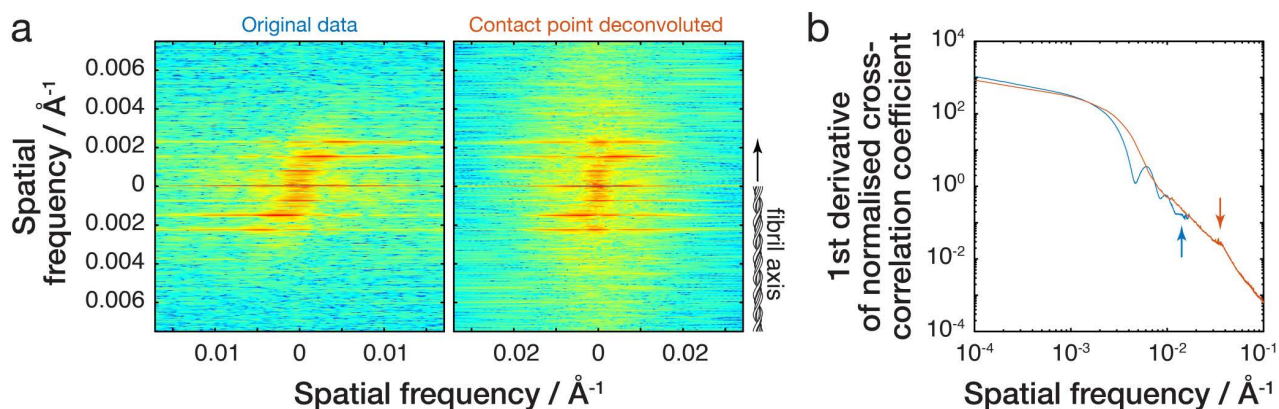 a
Original data
Contact point deconvoluted
Spatial
frequency / Å⁻¹
0.006
0.004
0.002
0
0.002
0.004
0.006
0.01 0 0.01
0.02 0 0.02
Spatial frequency / Å⁻¹
fibril axis
b
1st derivative
of normalised cross-
correlation coefficient
10⁴
10²
10⁰
10⁻²
10⁻⁴
10⁻⁴ 10⁻³ 10⁻² 10⁻¹
Spatial frequency / Å⁻¹